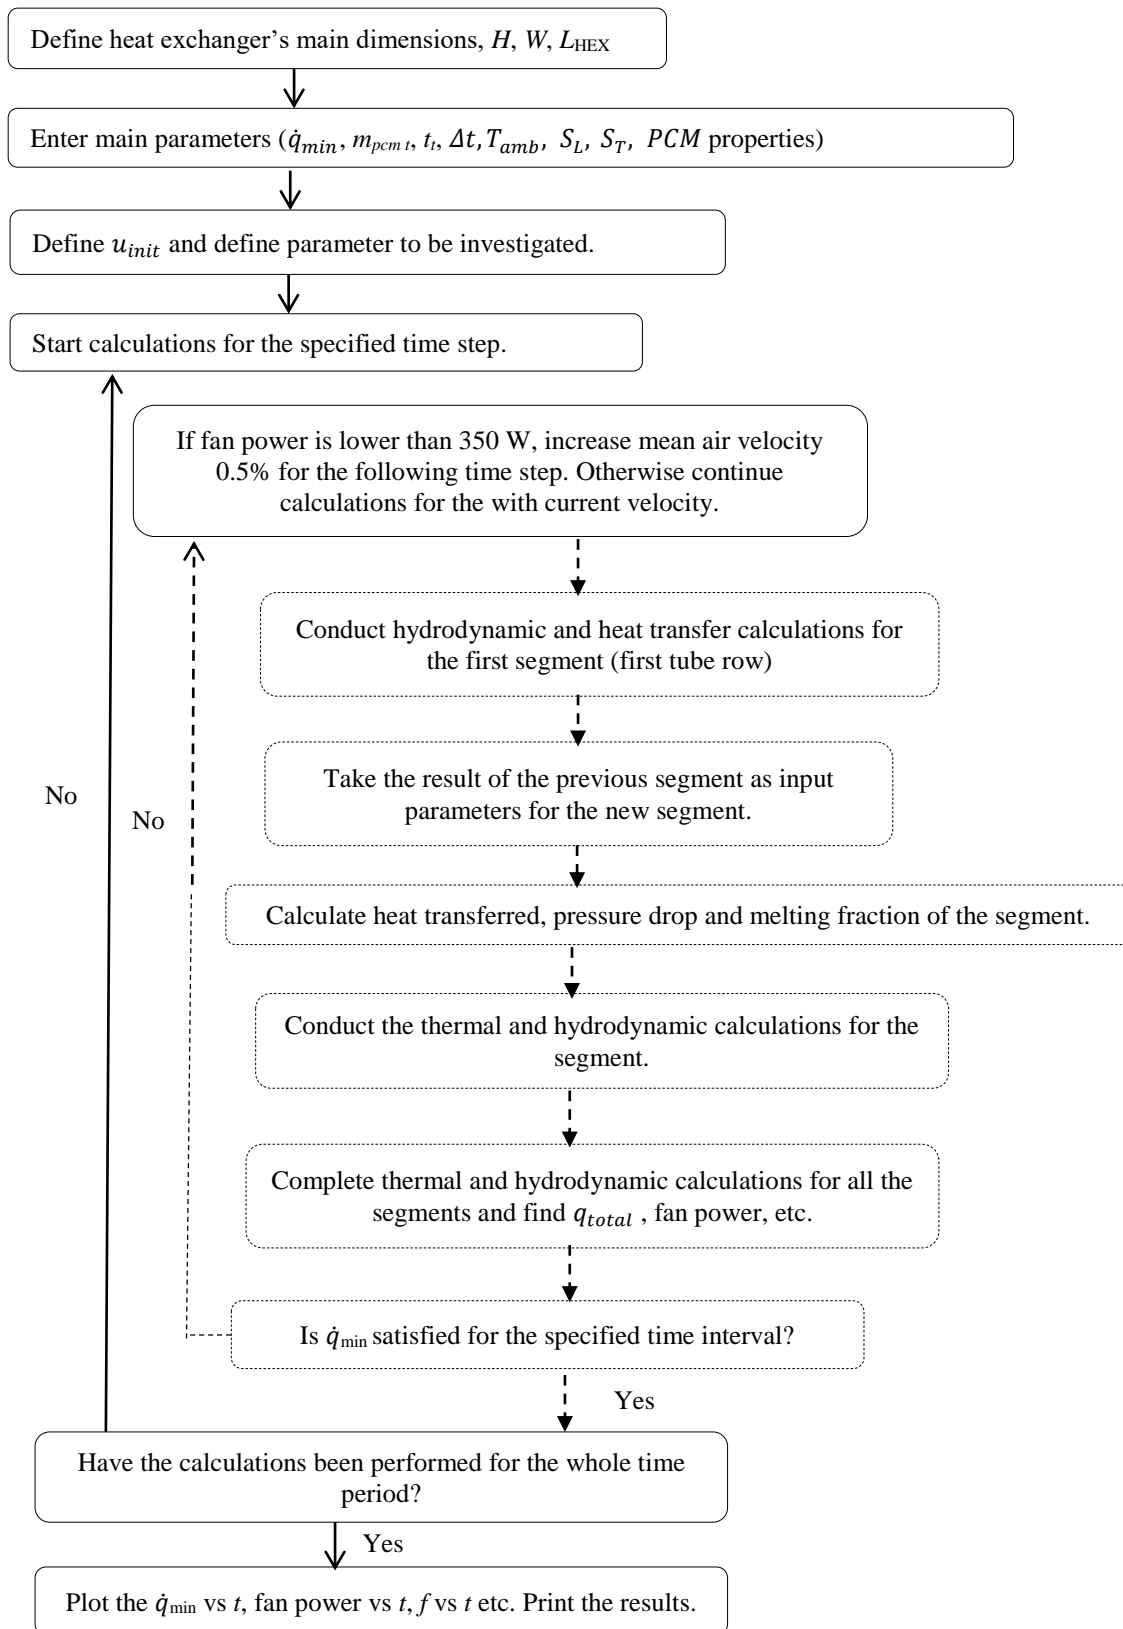 Define heat exchanger’s main dimensions, H, W, L_HEX
Enter main parameters (q̇_min, m_pcm t, t_t, Δt, T_amb, S_L, S_T, PCM properties)
Define u_init and define parameter to be investigated.
Start calculations for the specified time step.
If fan power is lower than 350 W, increase mean air velocity
0.5% for the following time step. Otherwise continue
calculations for the with current velocity.
Conduct hydrodynamic and heat transfer calculations for
the first segment (first tube row)
Take the result of the previous segment as input
parameters for the new segment.
No
No
Calculate heat transferred, pressure drop and melting fraction of the segment.
Conduct the thermal and hydrodynamic calculations for the
segment.
Complete thermal and hydrodynamic calculations for all the
segments and find q_total , fan power, etc.
Is q̇_min satisfied for the specified time interval?
Yes
Have the calculations been performed for the whole time
period?
Yes
Plot the q̇_min vs t, fan power vs t, f vs t etc. Print the results.